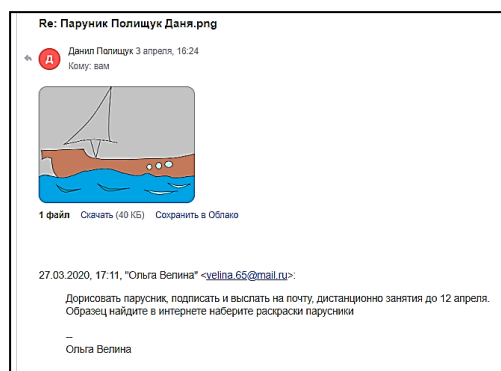 Re: Паруник Полищук Даня.png
Д
Данил Полищук 3 апреля, 16:24
Кому: вам
1 файл Скачать (40 КБ) Сохранить в Облако
27.03.2020, 17:11, "Ольга Велина" <velina.65@mail.ru>:
Дорисовать парусник, подписать и выслать на почту, дистанционно занятия до 12 апреля.
Образец найдите в интернете наберите раскраски парусники
--
Ольга Велина